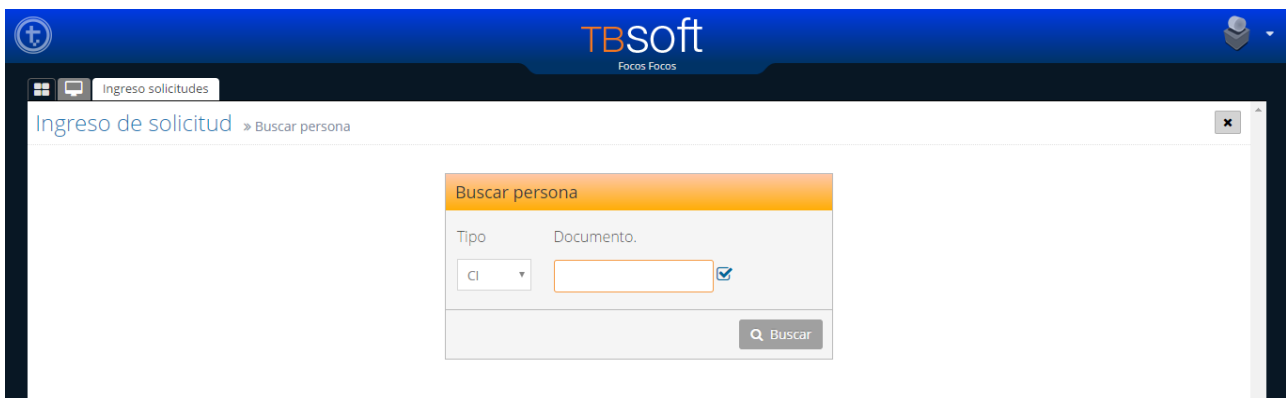 TBSoft
Focos Focos
Ingreso solicitudes
Ingreso de solicitud » Buscar persona
Buscar persona
Tipo Documento.
CI
Buscar